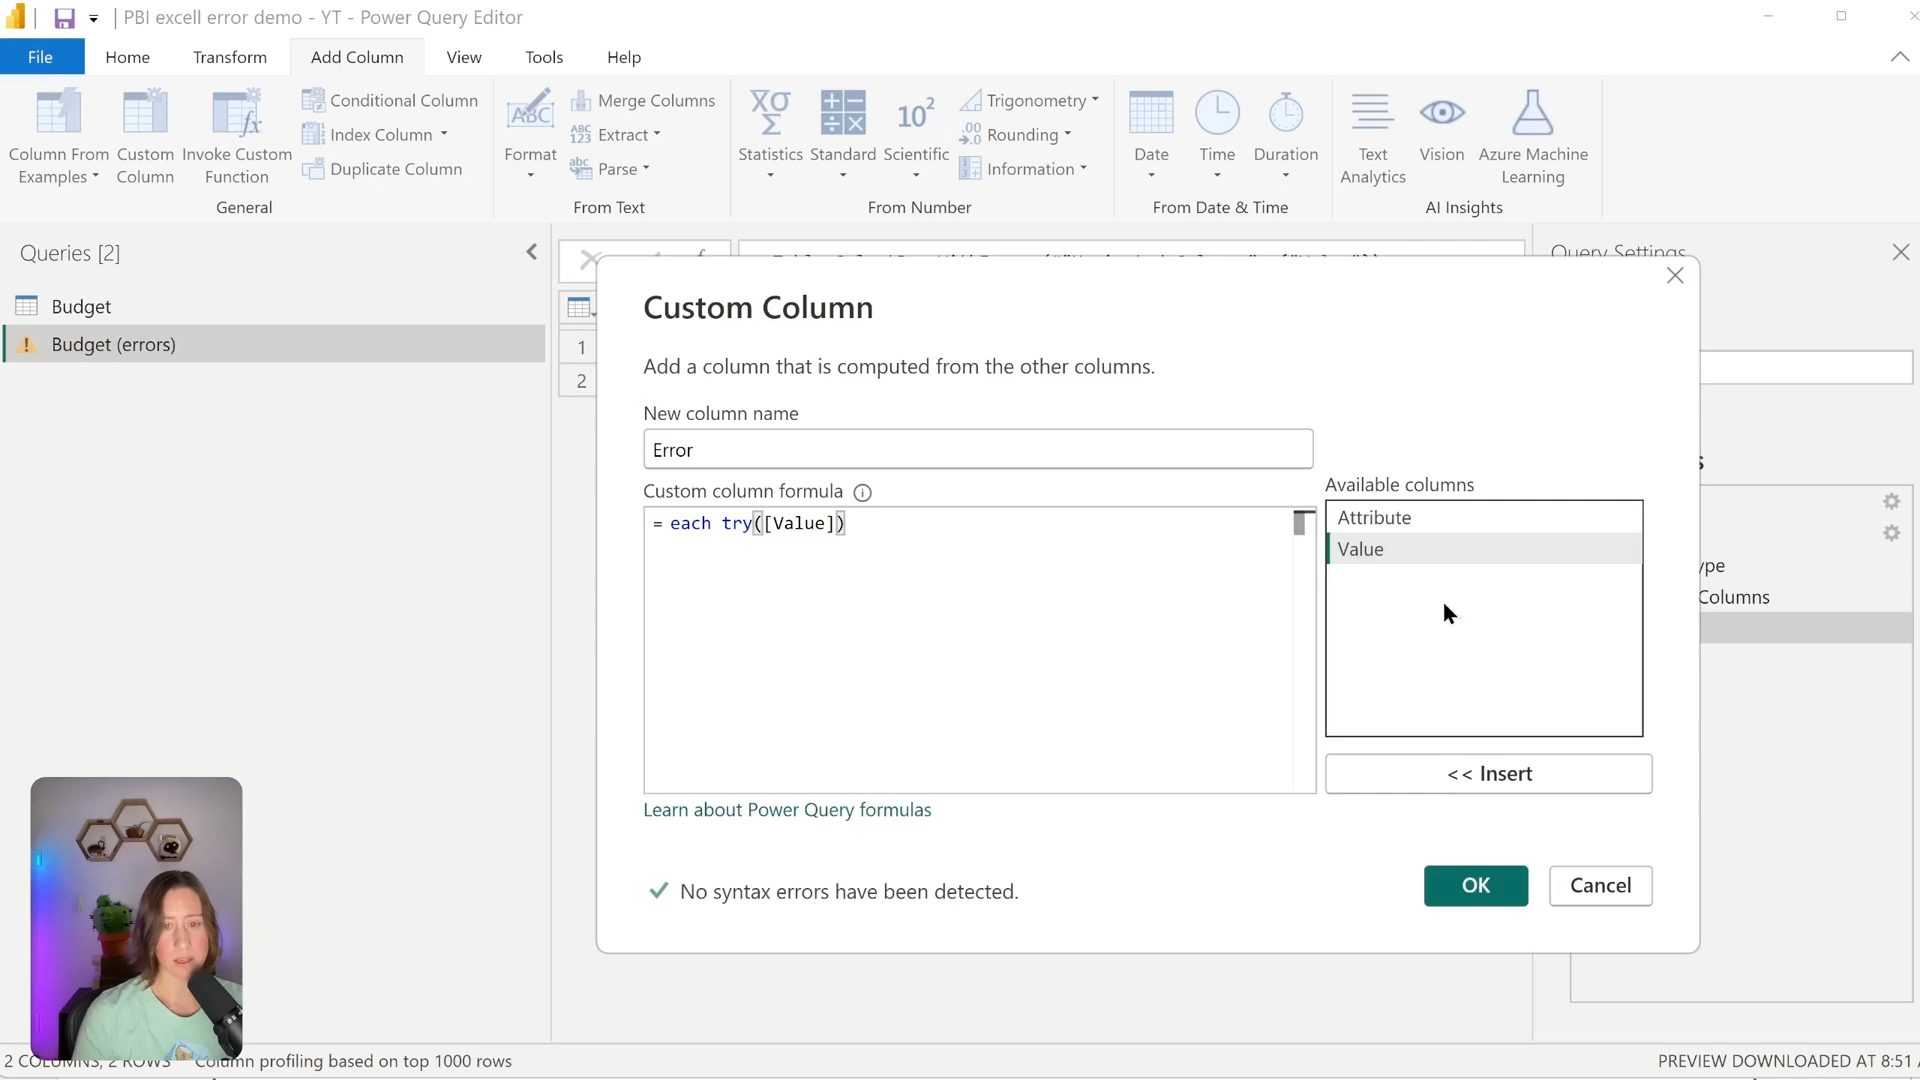 PBI excell error demo - YT - Power Query Editor
File
Home
Transform
Add Column
View
Tools
Help
Column From
Examples
Custom
Column
Invoke Custom
Function
Conditional Column
Index Column
Duplicate Column
General
Format
Merge Columns
Extract
Parse
From Text
Statistics
Standard
Scientific
Trigonometry
Rounding
Information
From Number
Date
Time
Duration
From Date & Time
Text
Analytics
Vision
Azure Machine
Learning
AI Insights
Queries [2]
Budget
Budget (errors)
1
2
Query Settings
Custom Column
Add a column that is computed from the other columns.
New column name
Error
Custom column formula
= each try([Value])
Available columns
Attribute
Value
<< Insert
Learn about Power Query formulas
No syntax errors have been detected.
OK
Cancel
Columns
2 COLUMNS, 2 ROWS
Column profiling based on top 1000 rows
PREVIEW DOWNLOADED AT 8:51